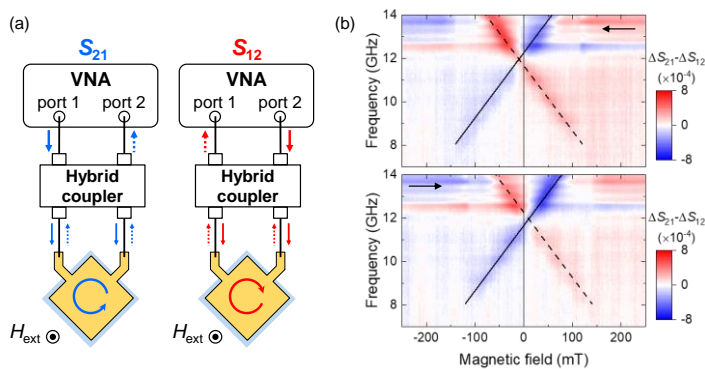 (a)
S21
S12
VNA
port 1 port 2
VNA
port 1 port 2
Hybrid
coupler
Hybrid
coupler
Hext
Hext
(b)
Frequency (GHz)
14
12
10
8
ΔS21-ΔS12
(×10-4)
8
0
-8
Frequency (GHz)
14
12
10
8
ΔS21-ΔS12
(×10-4)
8
0
-8
-200 -100 0 100 200
Magnetic field (mT)